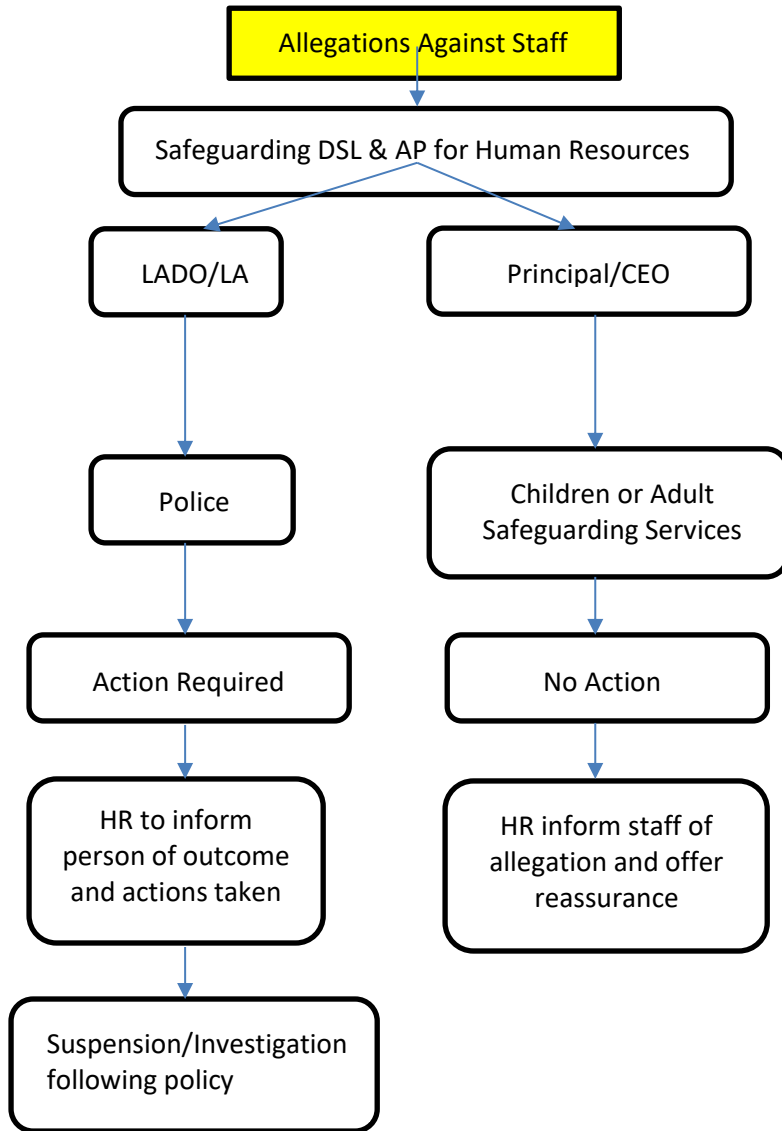 Allegations Against Staff
Safeguarding DSL & AP for Human Resources
LADO/LA
Principal/CEO
Police
Children or Adult
Safeguarding Services
Action Required
No Action
HR to inform
person of outcome
and actions taken
HR inform staff of
allegation and offer
reassurance
Suspension/Investigation
following policy